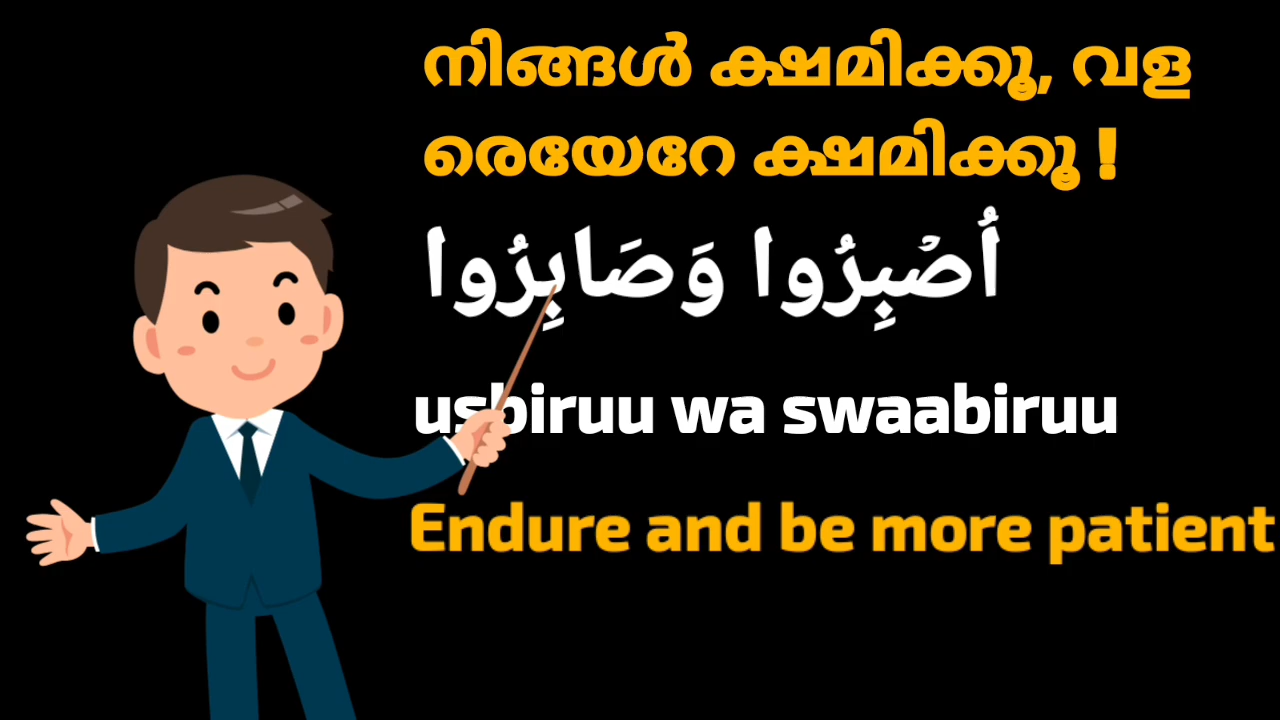 നിങ്ങൾ ക്ഷമിക്കൂ, വള
രെയേറേ ക്ഷമിക്കൂ !
اُصْبِرُوا وَصَابِرُوا
usbiruu wa swaabiruu
Endure and be more patient